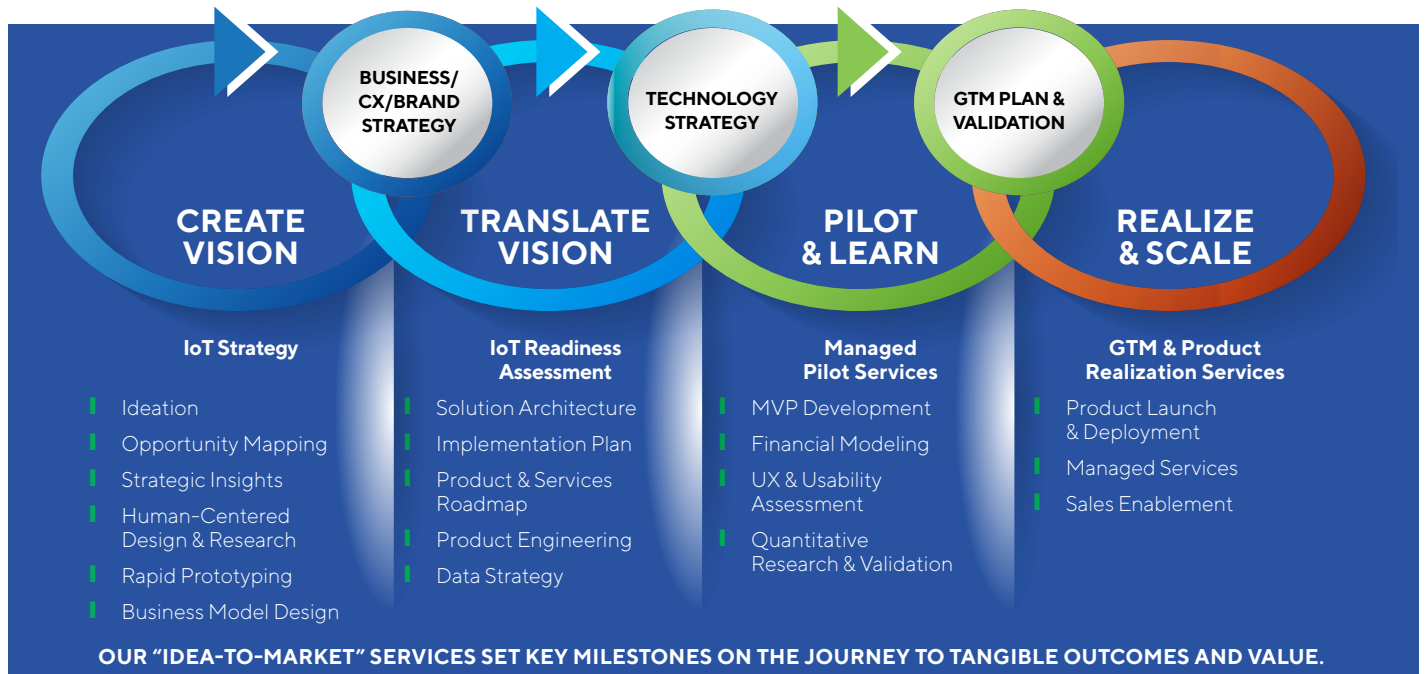 BUSINESS/
CX/BRAND
STRATEGY
TECHNOLOGY
STRATEGY
GTM PLAN &
VALIDATION
CREATE
VISION
TRANSLATE
VISION
PILOT
& LEARN
REALIZE
& SCALE
IoT Strategy
Ideation
Opportunity Mapping
Strategic Insights
Human-Centered
Design & Research
Rapid Prototyping
Business Model Design
IoT Readiness
Assessment
Solution Architecture
Implementation Plan
Product & Services
Roadmap
Product Engineering
Data Strategy
Managed
Pilot Services
MVP Development
Financial Modeling
UX & Usability
Assessment
Quantitative
Research & Validation
GTM & Product
Realization Services
Product Launch
& Deployment
Managed Services
Sales Enablement
OUR “IDEA-TO-MARKET” SERVICES SET KEY MILESTONES ON THE JOURNEY TO TANGIBLE OUTCOMES AND VALUE.